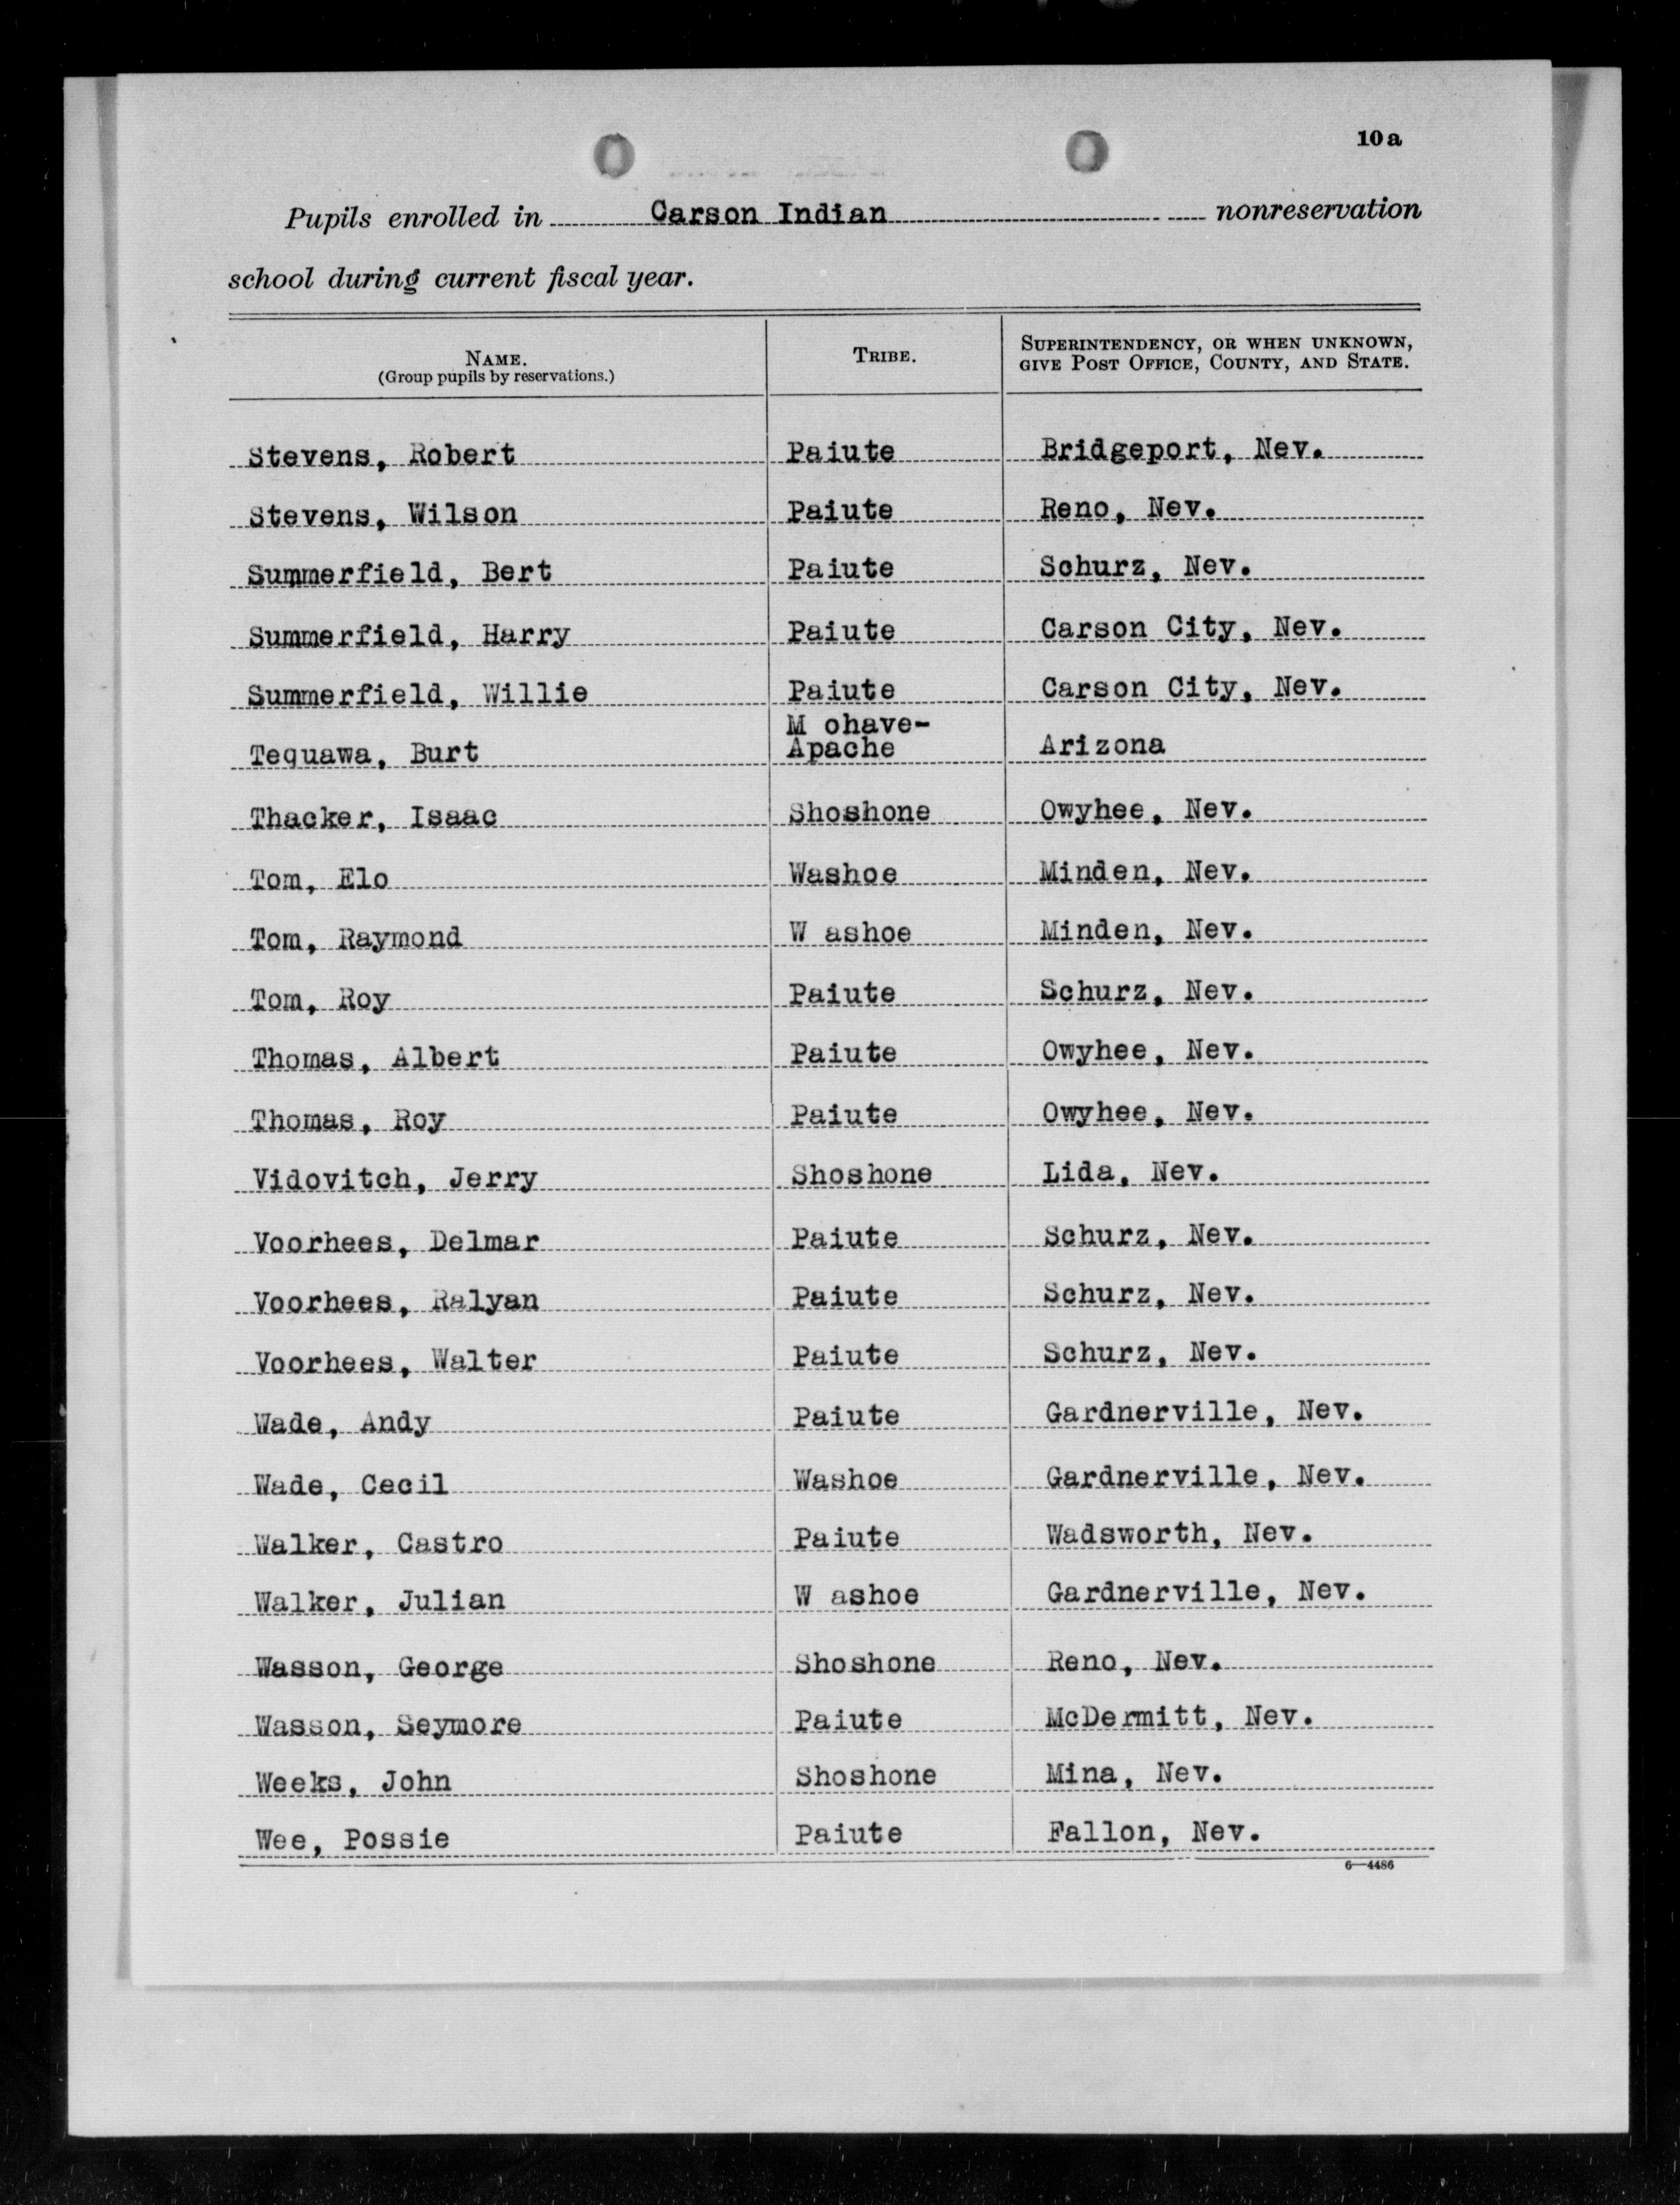 10a
Pupils enrolled in Carson Indian nonreservation
school during current fiscal year.
NAME. TRIBE. SUPERINTENDENCY, OR WHEN UNKNOWN,
(Group pupils by reservations.) GIVE POST OFFICE, COUNTY, AND STATE.
Stevens, Robert Paiute Bridgeport, Nev.
Stevens, Wilson Paiute Reno, Nev.
Summerfield, Bert Paiute Schurz, Nev.
Summerfield, Harry Paiute Carson City, Nev.
Summerfield, Willie Paiute Carson City, Nev.
M ohave-
Tequawa, Burt Apache Arizona
Thacker, Isaac Shoshone Owyhee, Nev.
Tom, Elo Washoe Minden, Nev.
Tom, Raymond W ashoe Minden, Nev.
Tom, Roy Paiute Schurz, Nev.
Thomas, Albert Paiute Owyhee, Nev.
Thomas, Roy Paiute Owyhee, Nev.
Vidovitch, Jerry Shoshone Lida, Nev.
Voorhees, Delmar Paiute Schurz, Nev.
Voorhees, Ralyan Paiute Schurz, Nev.
Voorhees, Walter Paiute Schurz, Nev.
Wade, Andy Paiute Gardnerville, Nev.
Wade, Cecil Washoe Gardnerville, Nev.
Walker, Castro Paiute Wadsworth, Nev.
Walker, Julian W ashoe Gardnerville, Nev.
Wasson, George Shoshone Reno, Nev.
Wasson, Seymore Paiute McDermitt, Nev.
Weeks, John Shoshone Mina, Nev.
Wee, Possie Paiute Fallon, Nev.
6—4486